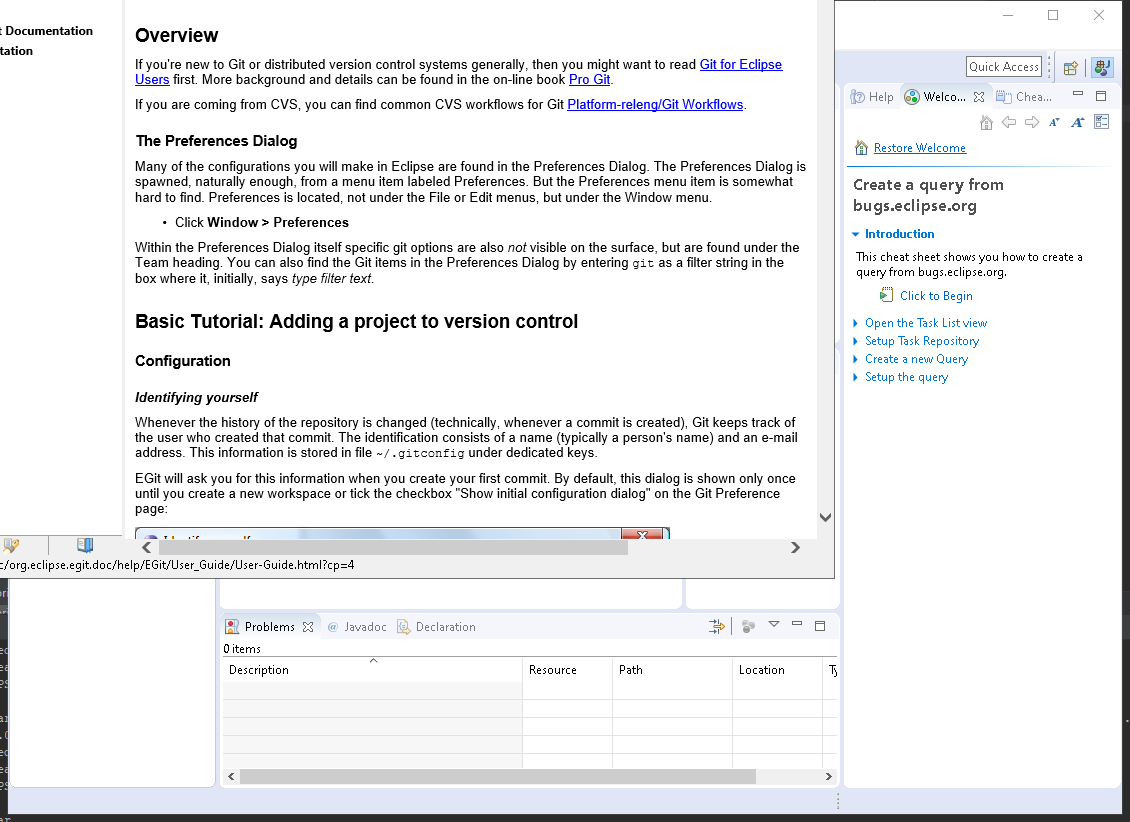 t Documentation
tation
Overview
If you're new to Git or distributed version control systems generally, then you might want to read Git for Eclipse
Users first. More background and details can be found in the on-line book Pro Git.
If you are coming from CVS, you can find common CVS workflows for Git Platform-releng/Git Workflows.
The Preferences Dialog
Many of the configurations you will make in Eclipse are found in the Preferences Dialog. The Preferences Dialog is
spawned, naturally enough, from a menu item labeled Preferences. But the Preferences menu item is somewhat
hard to find. Preferences is located, not under the File or Edit menus, but under the Window menu.
• Click Window > Preferences
Within the Preferences Dialog itself specific git options are also not visible on the surface, but are found under the
Team heading. You can also find the Git items in the Preferences Dialog by entering git as a filter string in the
box where it, initially, says type filter text.
Basic Tutorial: Adding a project to version control
Configuration
Identifying yourself
Whenever the history of the repository is changed (technically, whenever a commit is created), Git keeps track of
the user who created that commit. The identification consists of a name (typically a person's name) and an e-mail
address. This information is stored in file ~/.gitconfig under dedicated keys.
EGit will ask you for this information when you create your first commit. By default, this dialog is shown only once
until you create a new workspace or tick the checkbox "Show initial configuration dialog" on the Git Preference
page:
c/org.eclipse.egit.doc/help/EGit/User_Guide/User-Guide.html?cp=4
Quick Access
Help Welco... Chea...
Restore Welcome
Create a query from
bugs.eclipse.org
Introduction
This cheat sheet shows you how to create a
query from bugs.eclipse.org.
Click to Begin
Open the Task List view
Setup Task Repository
Create a new Query
Setup the query
Problems @ Javadoc Declaration
0 items
Description Resource Path Location Ty